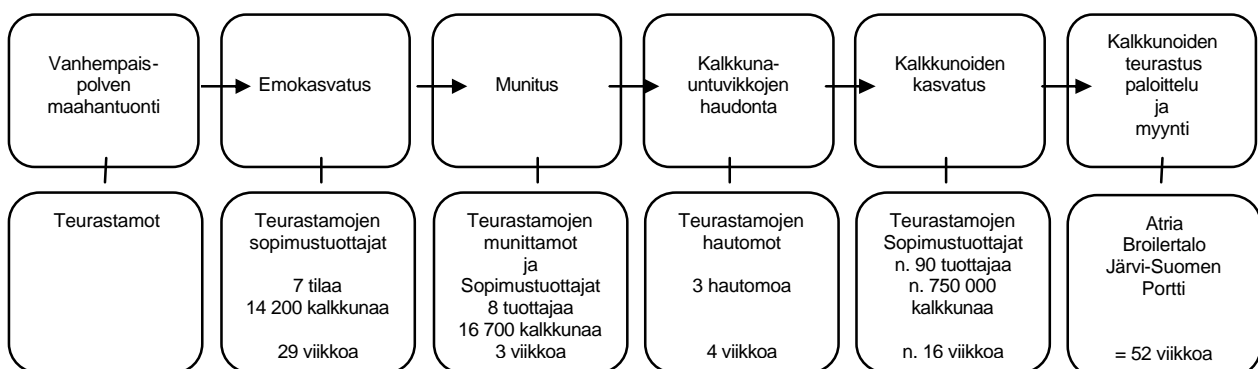 Vanhempais-
polven
maahantuonti
Emokasvatus
Munitus
Kalkkuna-
untuvikkojen
haudonta
Kalkkunoiden
kasvatus
Kalkkunoiden
teurastus
paloittelu
ja
myynti
Teurastamot
Teurastamojen
sopimustuottajat
7 tilaa
14 200 kalkkunaa
29 viikkoa
Teurastamojen
munittamot
ja
Sopimustuottajat
8 tuottajaa
16 700 kalkkunaa
3 viikkoa
Teurastamojen
hautomot
3 hautomoa
4 viikkoa
Teurastamojen
Sopimustuottajat
n. 90 tuottajaa
n. 750 000
kalkkunaa
n. 16 viikkoa
Atria
Broilertalo
Järvi-Suomen
Portti
= 52 viikkoa